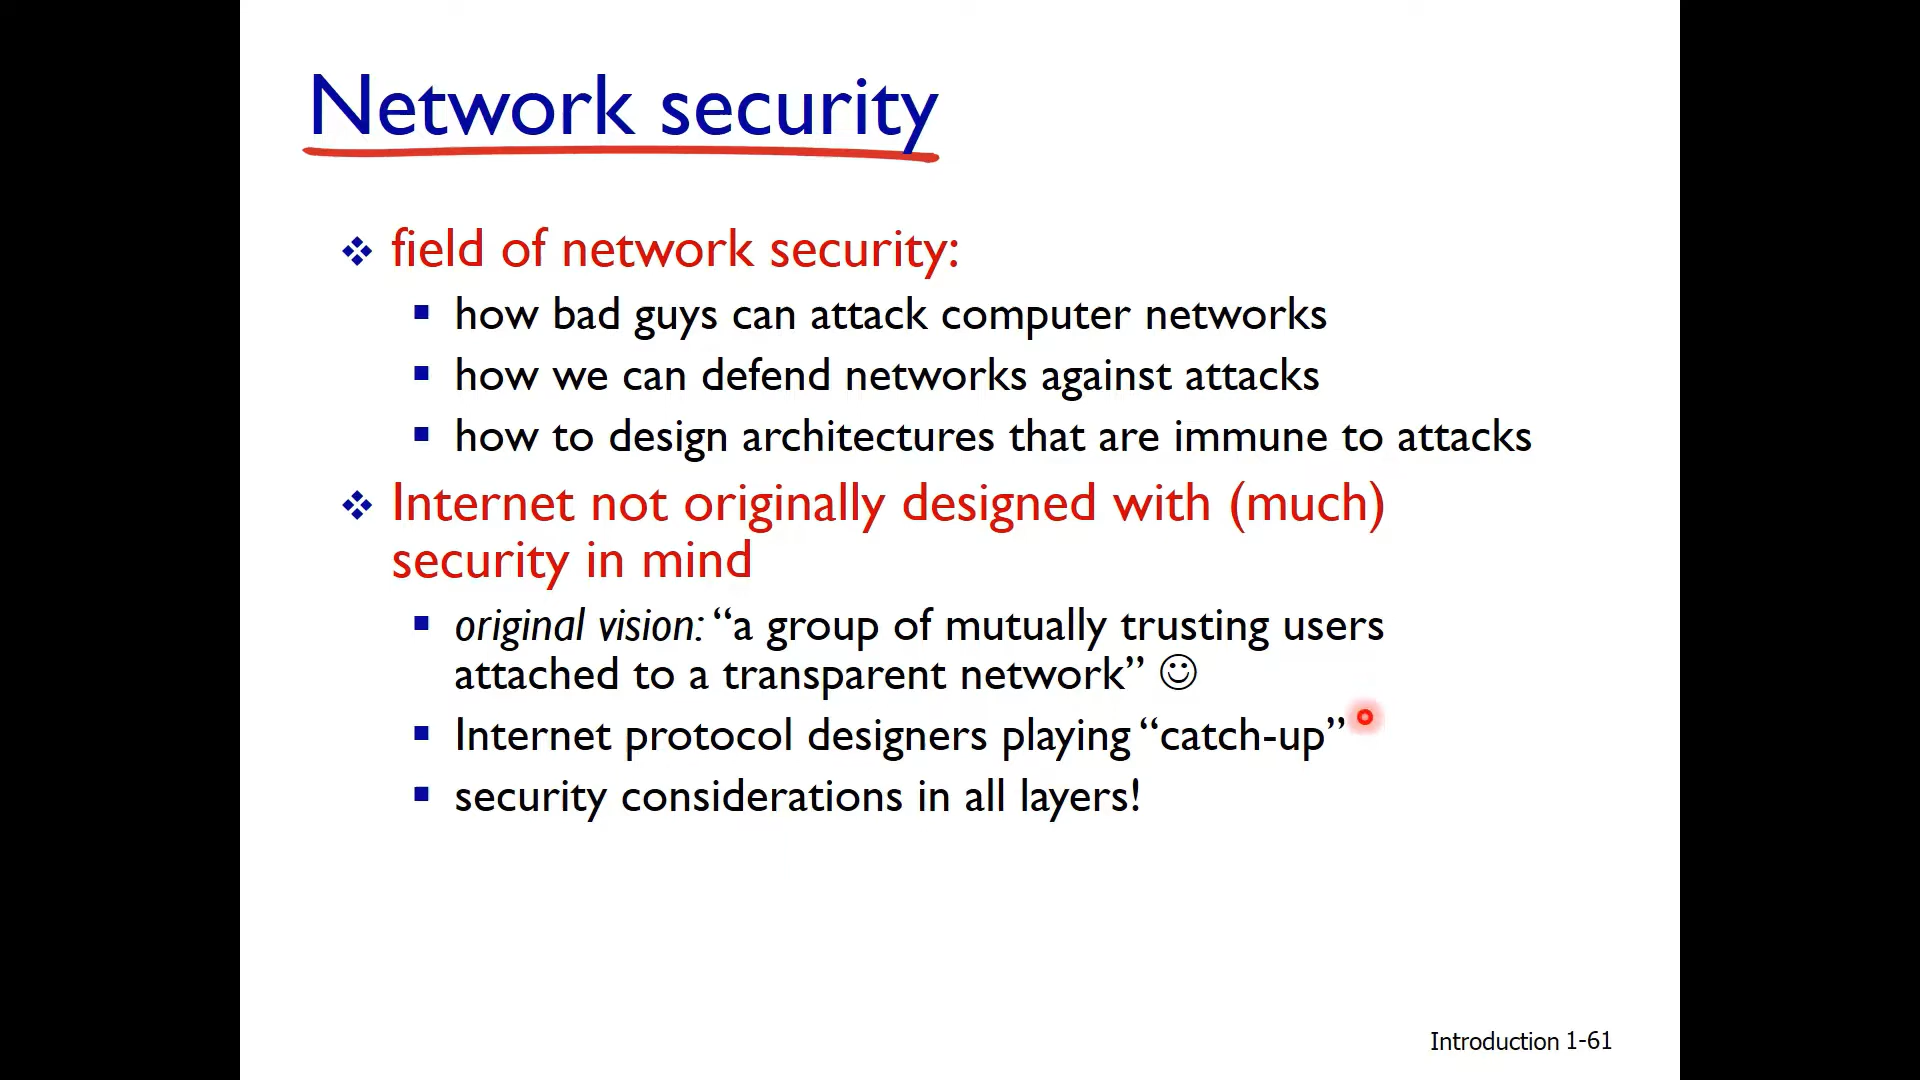 Network security
field of network security:
how bad guys can attack computer networks
how we can defend networks against attacks
how to design architectures that are immune to attacks
Internet not originally designed with (much)
security in mind
original vision: “a group of mutually trusting users
attached to a transparent network” ☺
Internet protocol designers playing “catch-up”
security considerations in all layers!
Introduction 1-61